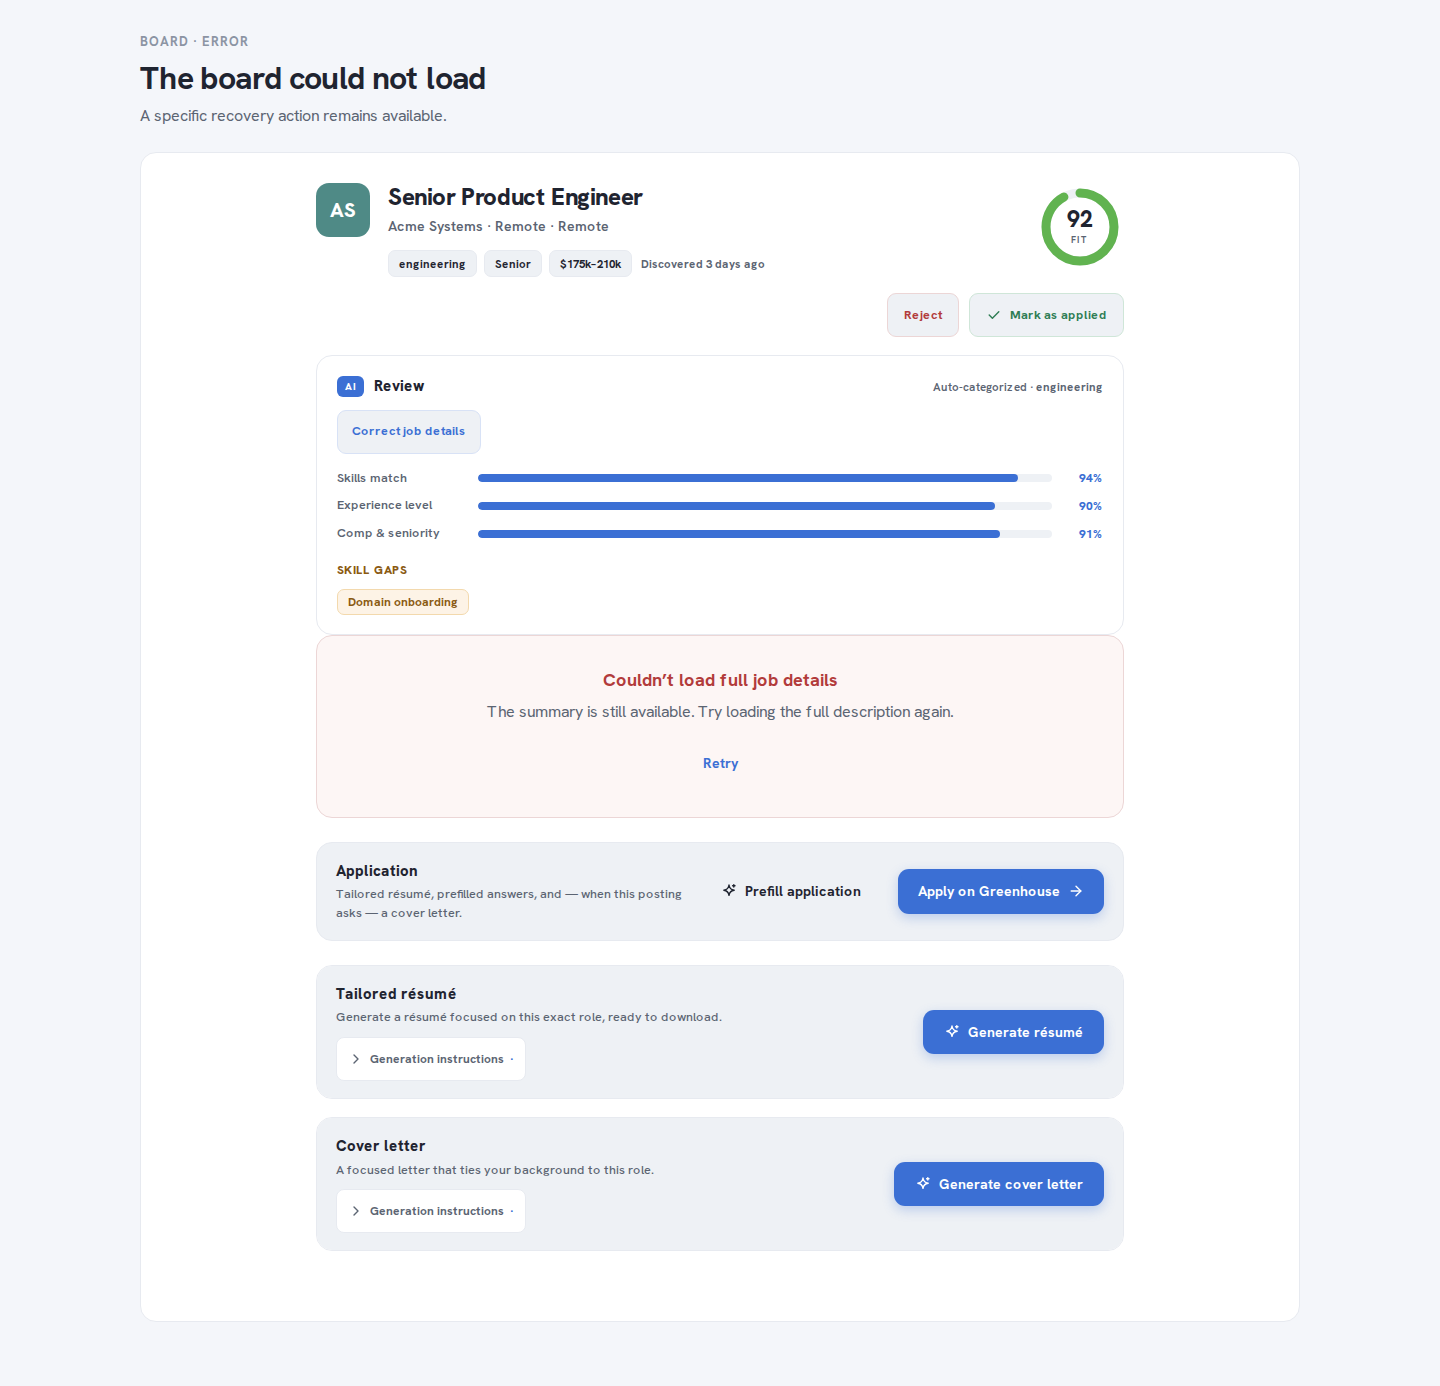 BOARD · ERROR
The board could not load
A specific recovery action remains available.
AS
Senior Product Engineer
Acme Systems · Remote · Remote
engineering
Senior
$175k–210k
Discovered 3 days ago
92
FIT
Reject
Mark as applied
AI
Review
Auto-categorized · engineering
Correct job details
Skills match
94%
Experience level
90%
Comp & seniority
91%
SKILL GAPS
Domain onboarding
Couldn’t load full job details
The summary is still available. Try loading the full description again.
Retry
Application
Tailored résumé, prefilled answers, and — when this posting
asks — a cover letter.
Prefill application
Apply on Greenhouse
Tailored résumé
Generate a résumé focused on this exact role, ready to download.
Generation instructions ·
Generate résumé
Cover letter
A focused letter that ties your background to this role.
Generation instructions ·
Generate cover letter